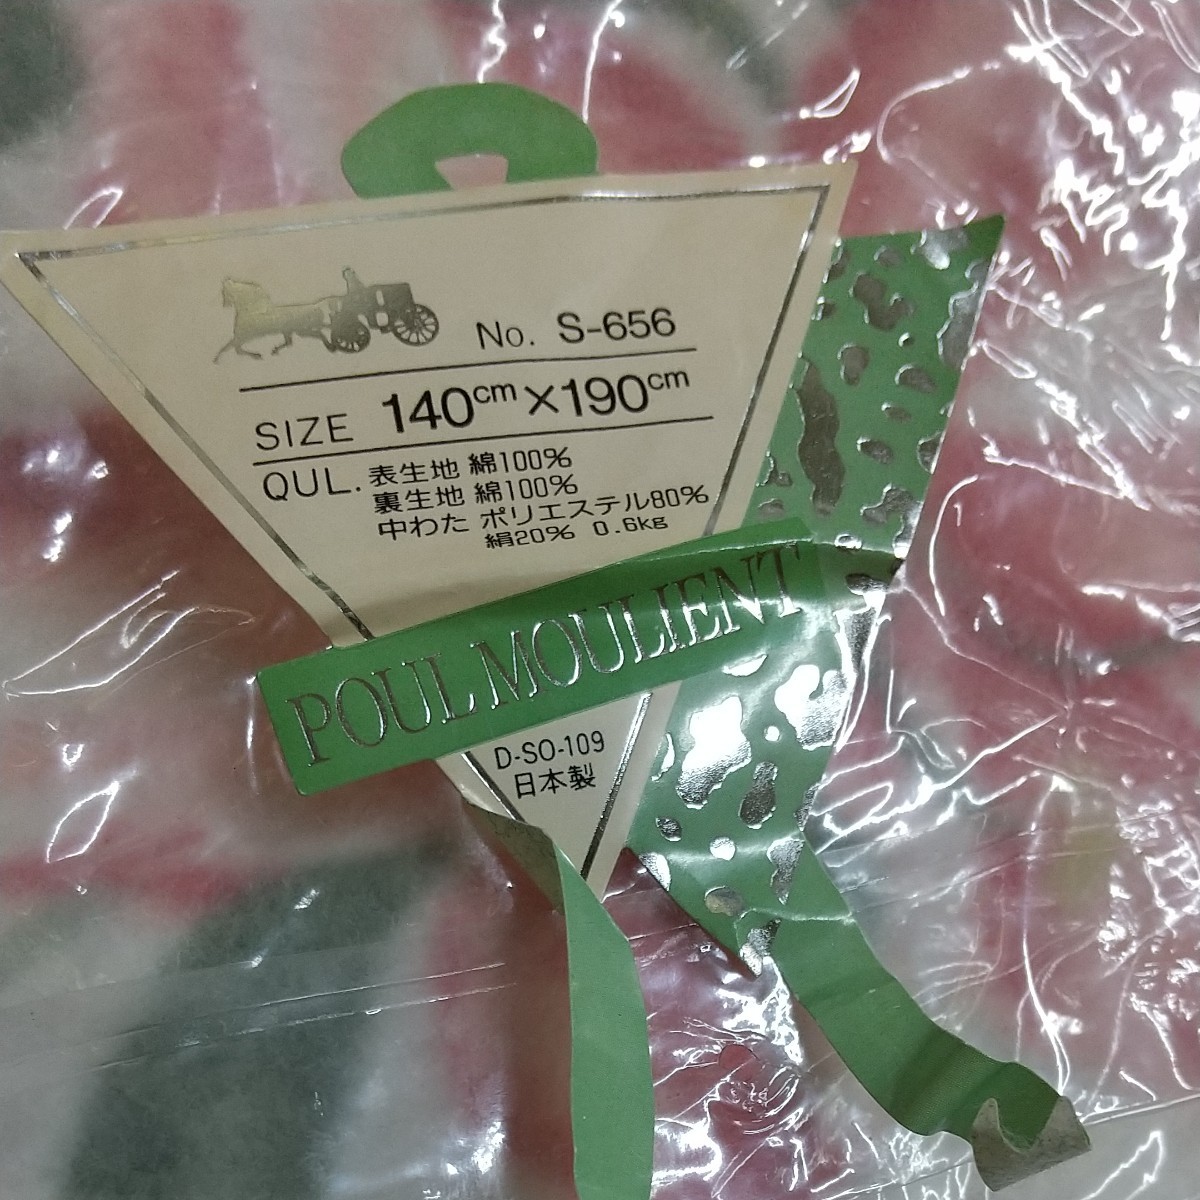 No. S-656
SIZE 140cm×190cm
QUL. 表生地 綿100%
裏生地 綿100%
中わた ポリエステル80%
絹20% 0.6kg
POUL MOULIENT
D-SO-109
日本製